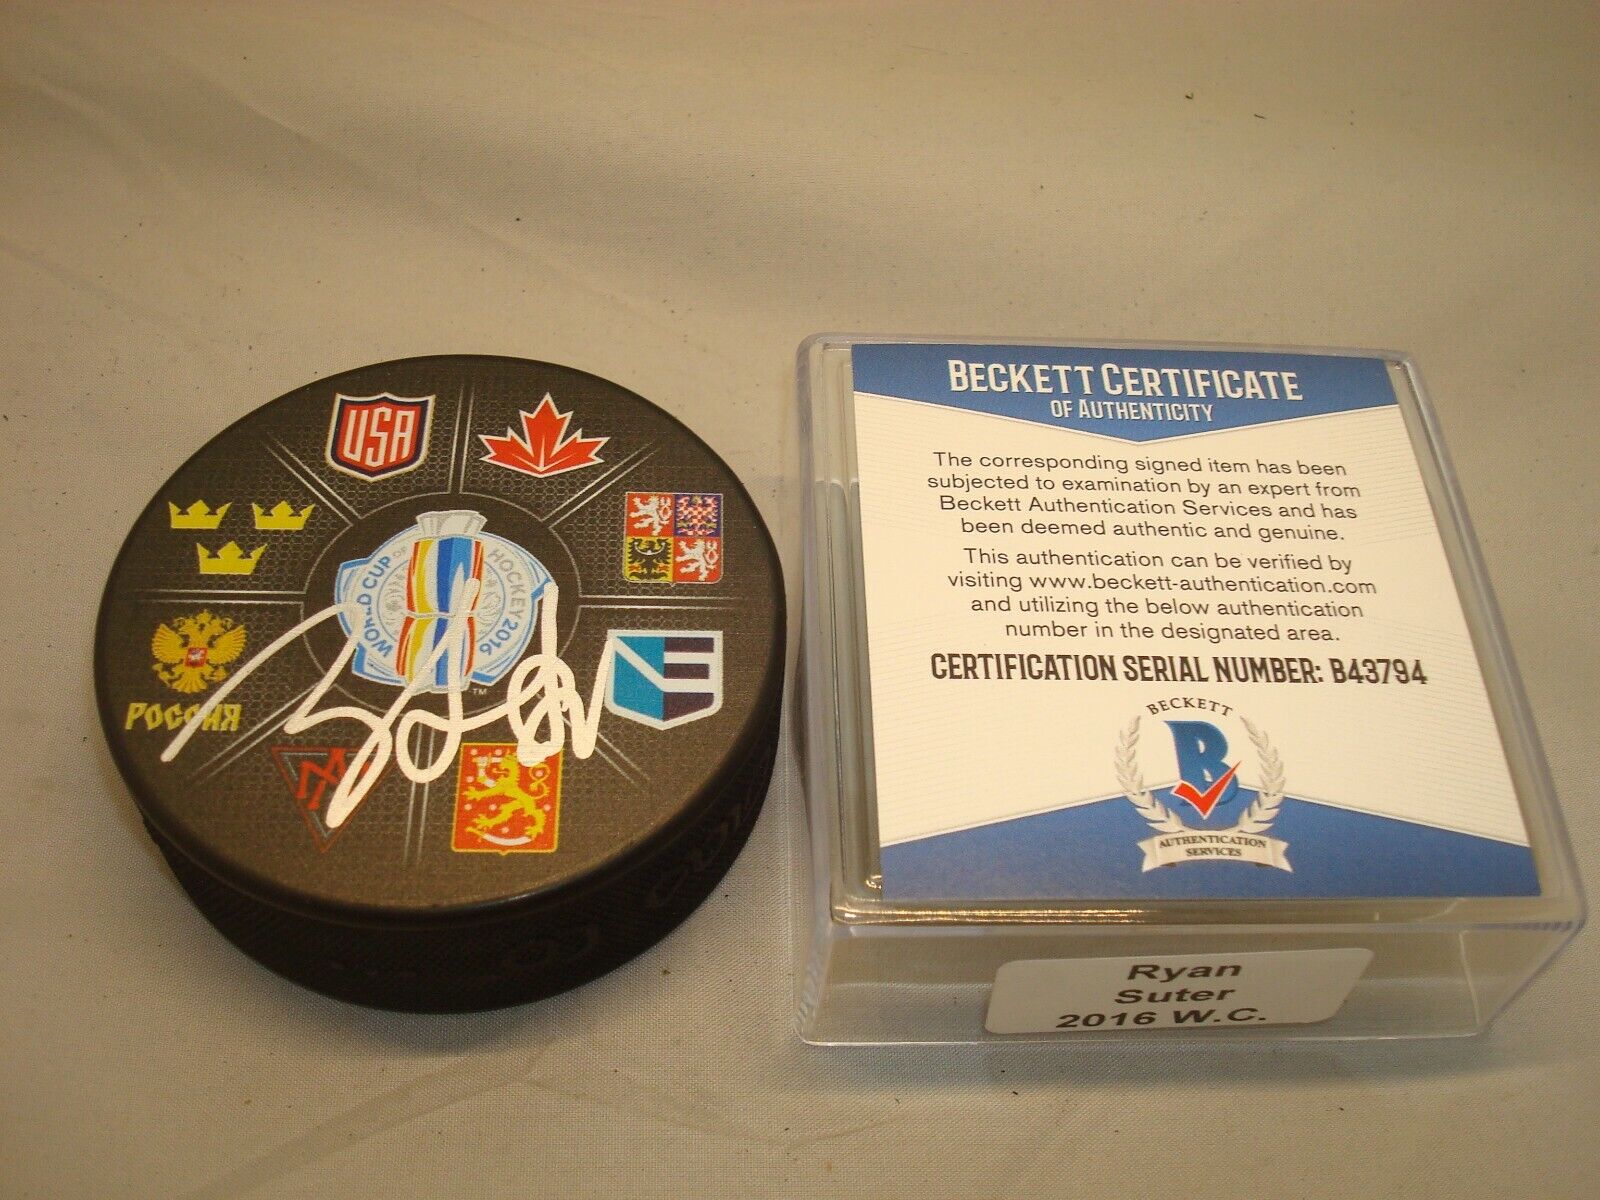 USA
WORLD CUP OF HOCKEY 2016
TM
РОССИЯ
BECKETT CERTIFICATE
OF AUTHENTICITY
The corresponding signed item has been
subjected to examination by an expert from
Beckett Authentication Services and has
been deemed authentic and genuine.
This authentication can be verified by
visiting www.beckett-authentication.com
and utilizing the below authentication
number in the designated area.
CERTIFICATION SERIAL NUMBER: B43794
BECKETT
B
AUTHENTICATION
SERVICES
Ryan
Suter
2016 W.C.